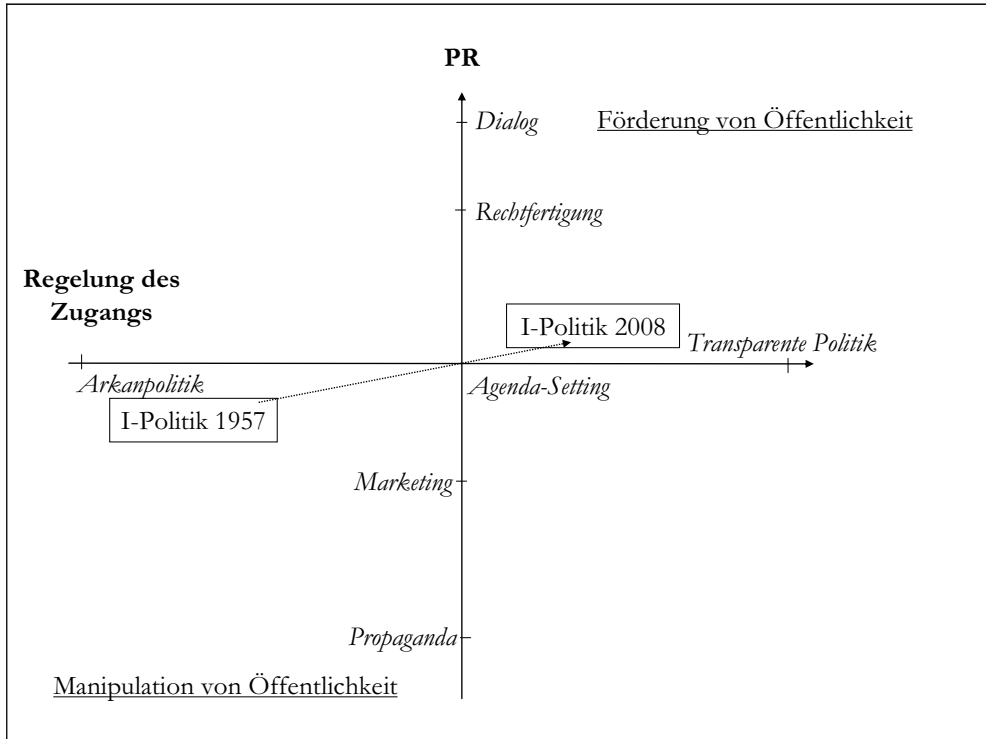 PR
Dialog
Förderung von Öffentlichkeit
Rechtfertigung
Regelung des
Zugangs
I-Politik 2008
Transparente Politik
Arkanpolitik
Agenda-Setting
I-Politik 1957
Marketing
Propaganda
Manipulation von Öffentlichkeit